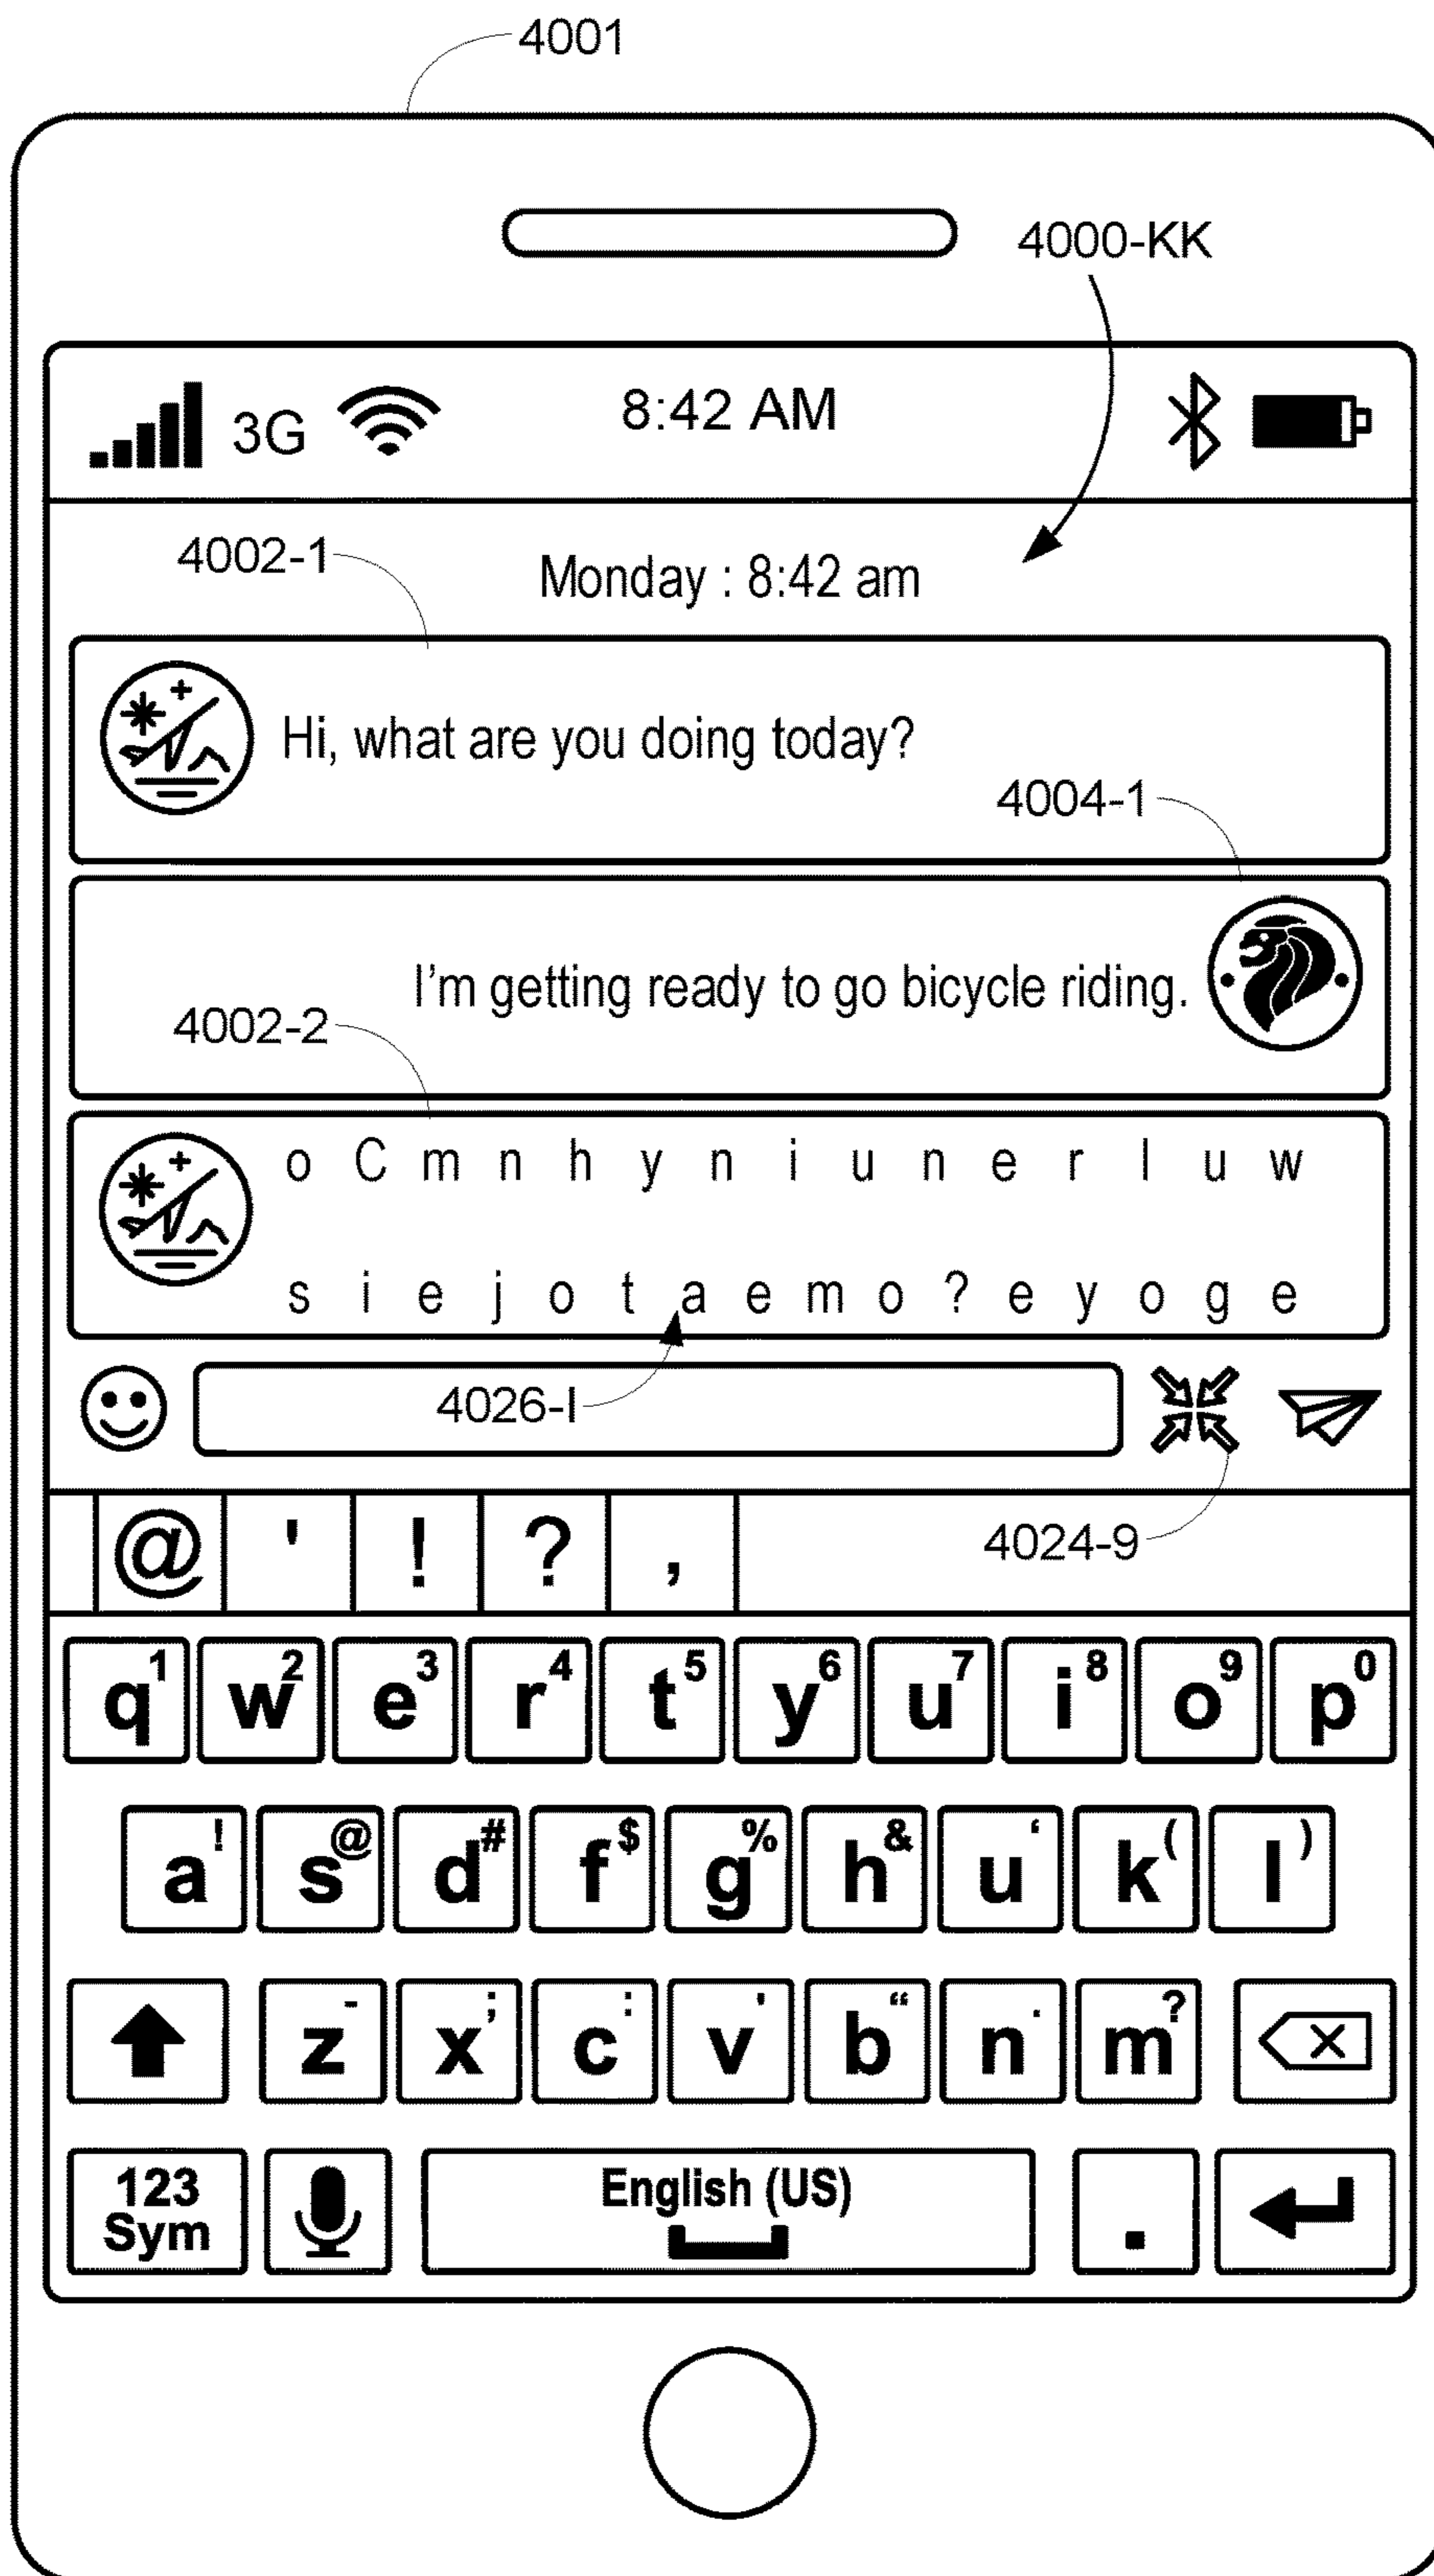 4001
4000-KK
3G 8:42 AM
4002-1
Monday : 8:42 am
Hi, what are you doing today?
4004-1
I'm getting ready to go bicycle riding.
4002-2
o C m n h y n i u n e r l u w
s i e j o t a e m o ? e y o g e
4026-I
4024-9
@ ' ! ? ,
q1 w2 e3 r4 t5 y6 u7 i8 o9 p0
a! s@ d# f$ g% h& u‘ k( l)
z- x; c: v' b“ n. m?
123 Sym English (US) .